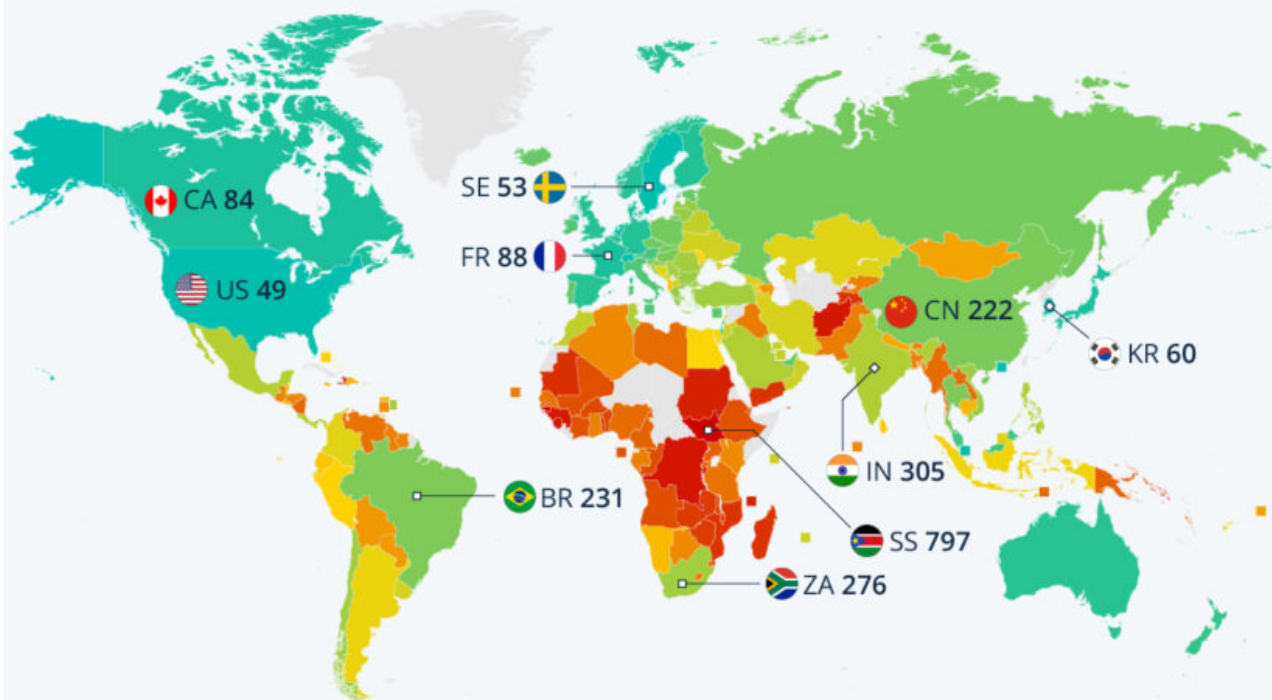 SE 53
CA 84
FR 88
US 49
CN 222
KR 60
IN 305
BR 231
SS 797
ZA 276